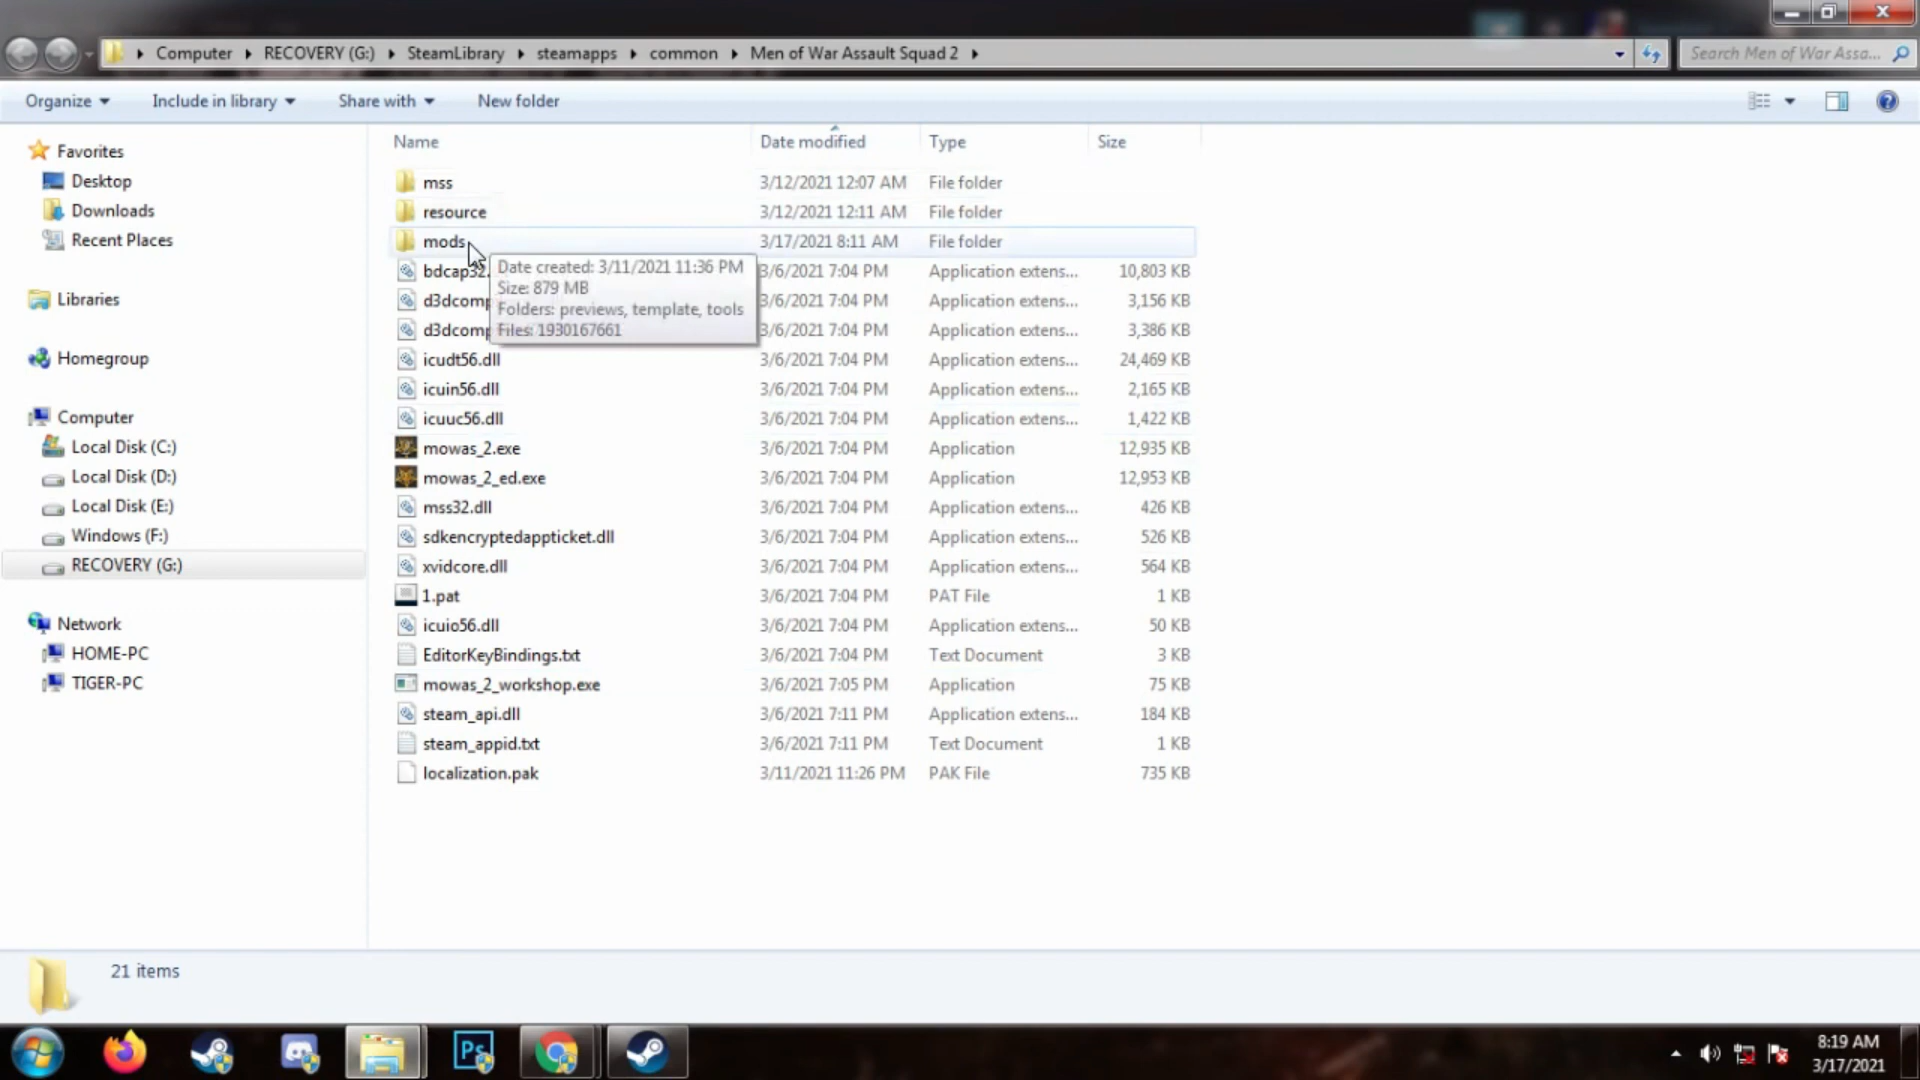 Computer RECOVERY (G:) SteamLibrary steamapps common Men of War Assault Squad 2
Search Men of War Assa...
Organize Include in library Share with New folder
Favorites
Desktop
Downloads
Recent Places
Libraries
Homegroup
Computer
Local Disk (C:)
Local Disk (D:)
Local Disk (E:)
Windows (F:)
RECOVERY (G:)
Network
HOME-PC
TIGER-PC
Name Date modified Type Size
mss 3/12/2021 12:07 AM File folder
resource 3/12/2021 12:11 AM File folder
mods 3/17/2021 8:11 AM File folder
bdcap32. 3/6/2021 7:04 PM Application extens... 10,803 KB
d3dcomp 3/6/2021 7:04 PM Application extens... 3,156 KB
d3dcomp 3/6/2021 7:04 PM Application extens... 3,386 KB
Date created: 3/11/2021 11:36 PM
Size: 879 MB
Folders: previews, template, tools
Files: 1930167661
icudt56.dll 3/6/2021 7:04 PM Application extens... 24,469 KB
icuin56.dll 3/6/2021 7:04 PM Application extens... 2,165 KB
icuuc56.dll 3/6/2021 7:04 PM Application extens... 1,422 KB
mowas_2.exe 3/6/2021 7:04 PM Application 12,935 KB
mowas_2_ed.exe 3/6/2021 7:04 PM Application 12,953 KB
mss32.dll 3/6/2021 7:04 PM Application extens... 426 KB
sdkencryptedappticket.dll 3/6/2021 7:04 PM Application extens... 526 KB
xvidcore.dll 3/6/2021 7:04 PM Application extens... 564 KB
1.pat 3/6/2021 7:04 PM PAT File 1 KB
icuio56.dll 3/6/2021 7:04 PM Application extens... 50 KB
EditorKeyBindings.txt 3/6/2021 7:04 PM Text Document 3 KB
mowas_2_workshop.exe 3/6/2021 7:05 PM Application 75 KB
steam_api.dll 3/6/2021 7:11 PM Application extens... 184 KB
steam_appid.txt 3/6/2021 7:11 PM Text Document 1 KB
localization.pak 3/11/2021 11:26 PM PAK File 735 KB
21 items
Ps
8:19 AM
3/17/2021